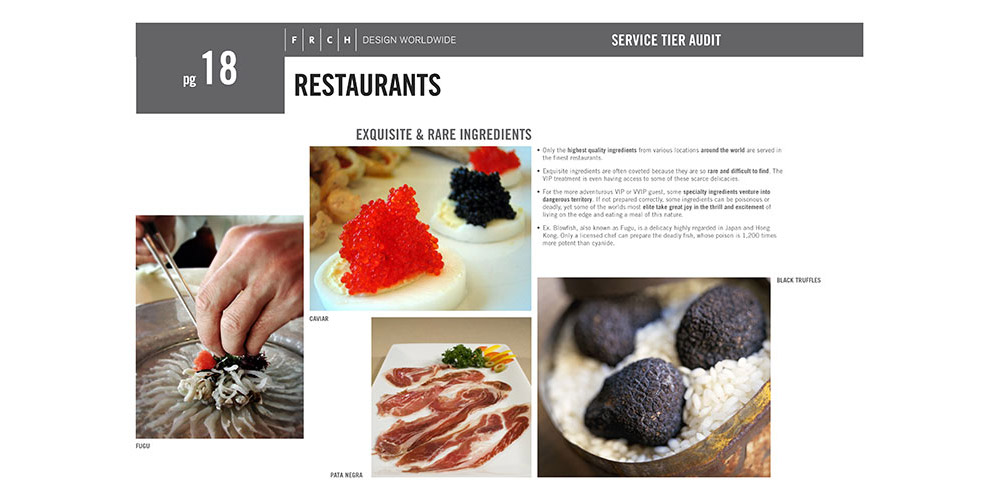 F R C H DESIGN WORLDWIDE
SERVICE TIER AUDIT
pg 18
RESTAURANTS
EXQUISITE & RARE INGREDIENTS
• Only the highest quality ingredients from various locations around the world are served in
the finest restaurants.
• Exquisite ingredients are often coveted because they are so rare and difficult to find. The
VIP treatment is even having access to some of these scarce delicacies.
• For the more adventurous VIP or VVIP guest, some specialty ingredients venture into
dangerous territory. If not prepared correctly, some ingredients can be poisonous or
deadly, yet some of the worlds most elite take great joy in the thrill and excitement of
living on the edge and eating a meal of this nature.
• Ex. Blowfish, also known as Fugu, is a delicacy highly regarded in Japan and Hong
Kong. Only a licensed chef can prepare the deadly fish, whose poison is 1,200 times
more potent than cyanide.
BLACK TRUFFLES
CAVIAR
FUGU
PATA NEGRA